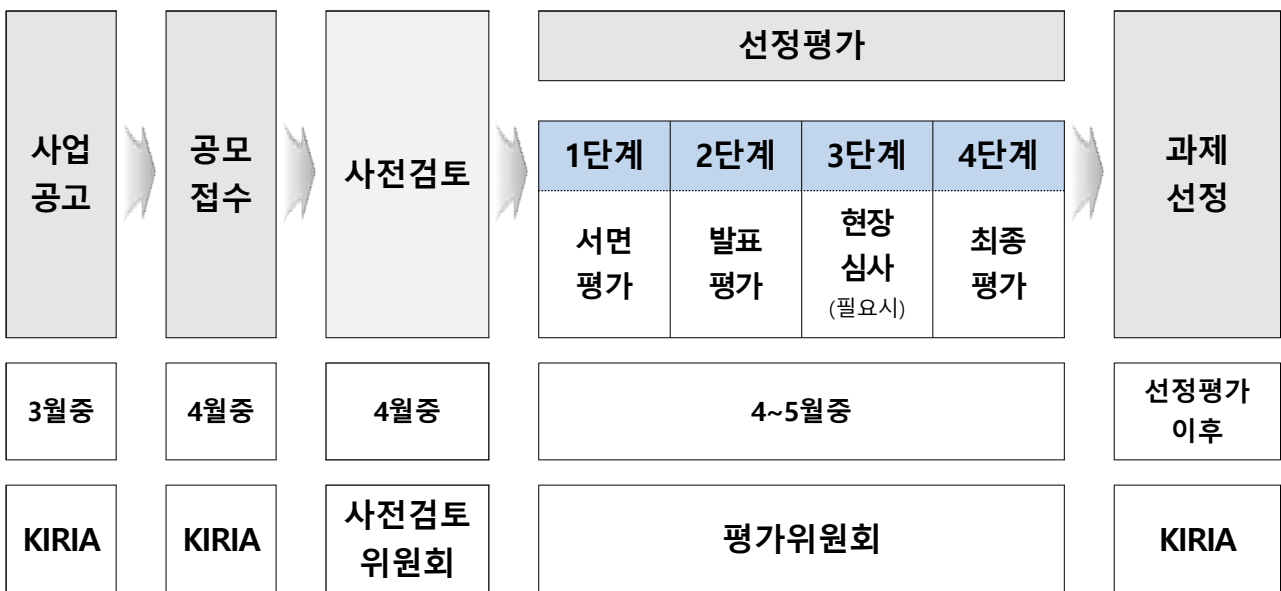 선정평가
사업
공고
공모
접수
사전검토
1단계
2단계
3단계
4단계
서면
평가
발표
평가
현장
심사
(필요시)
최종
평가
과제
선정
3월중
4월중
4월중
4~5월중
선정평가
이후
KIRIA
KIRIA
사전검토
위원회
평가위원회
KIRIA